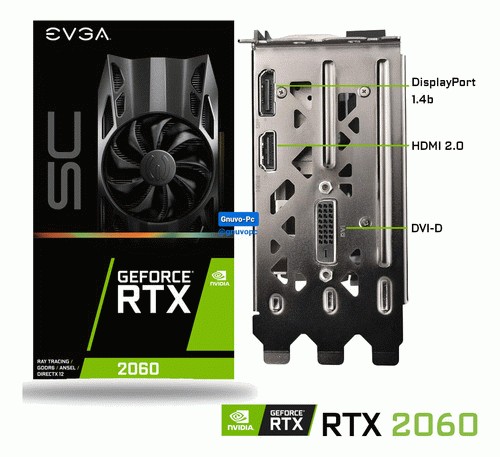 EVGA
SC
Gnuvo-Pc
@gnuvopc
GEFORCE
RTX
NVIDIA
RAY TRACING /
GDDR6 / ANSEL /
DIRECTX 12
2060
DisplayPort
1.4b
HDMI 2.0
DVI-D
DVI
NVIDIA
GEFORCE
RTX
RTX 2060